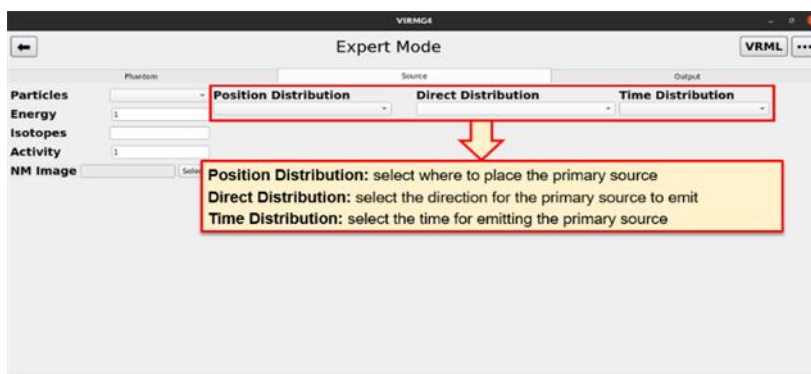 VIRMG4
Expert Mode
VRML
Phantom Source Output
Particles
Position Distribution Direct Distribution Time Distribution
Energy 1
Isotopes
Activity 1
NM Image
Position Distribution: select where to place the primary source
Direct Distribution: select the direction for the primary source to emit
Time Distribution: select the time for emitting the primary source